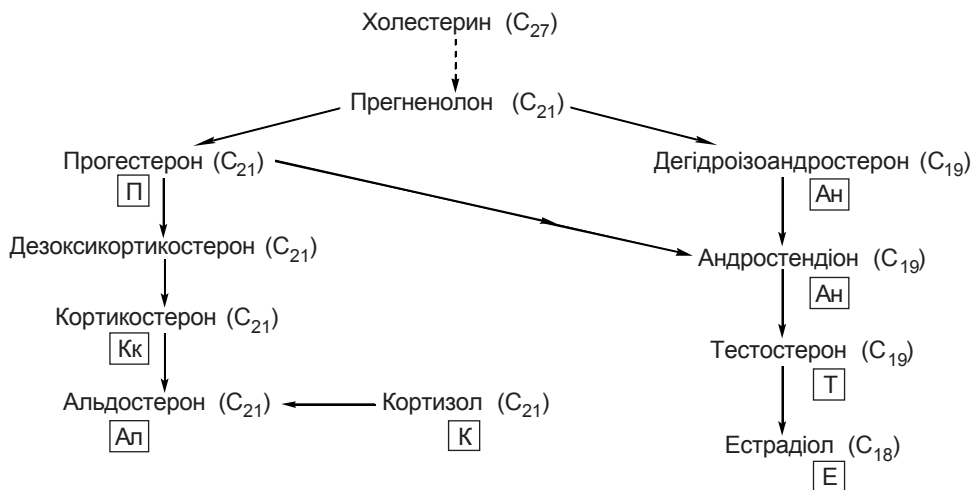 Холестерин (C27)
Прегненолон (C21)
Прогестерон (C21) Дегідроізоандростерон (C19)
П Ан
Дезоксикортикостерон (C21) Андростендіон (C19)
Ан
Кортикостерон (C21)
Кк Тестостерон (C19)
Т
Альдостерон (C21) Кортизол (C21)
Ал К
Естрадіол (C18)
Е